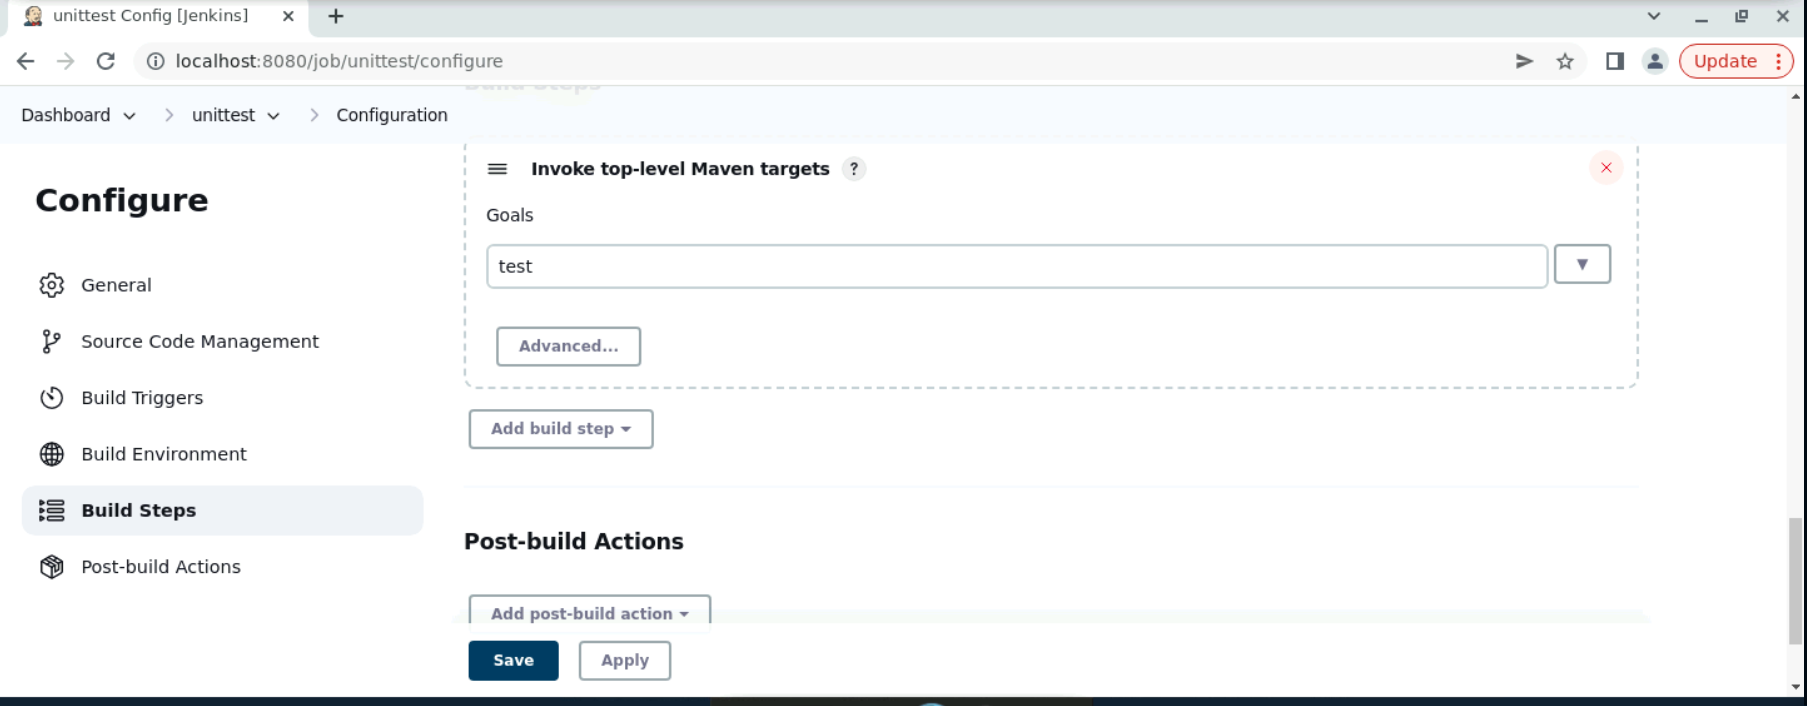 unittest Config [Jenkins]
localhost:8080/job/unittest/configure
Update
Build Steps
Dashboard
unittest
Configuration
Configure
General
Source Code Management
Build Triggers
Build Environment
Build Steps
Post-build Actions
Invoke top-level Maven targets ?
Goals
test
Advanced...
Add build step
Post-build Actions
Add post-build action
Save
Apply